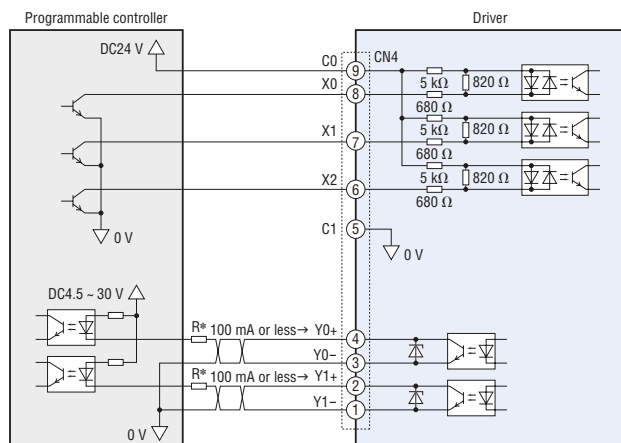 Programmable controller
Driver
DC24 V
C0
9
CN4
X0
8
5 kΩ
820 Ω
680 Ω
X1
7
5 kΩ
820 Ω
680 Ω
X2
6
5 kΩ
820 Ω
680 Ω
C1
5
0 V
0 V
DC4.5 ~ 30 V
R* 100 mA or less→ Y0+
4
Y0−
3
R* 100 mA or less→ Y1+
2
Y1−
1
0 V